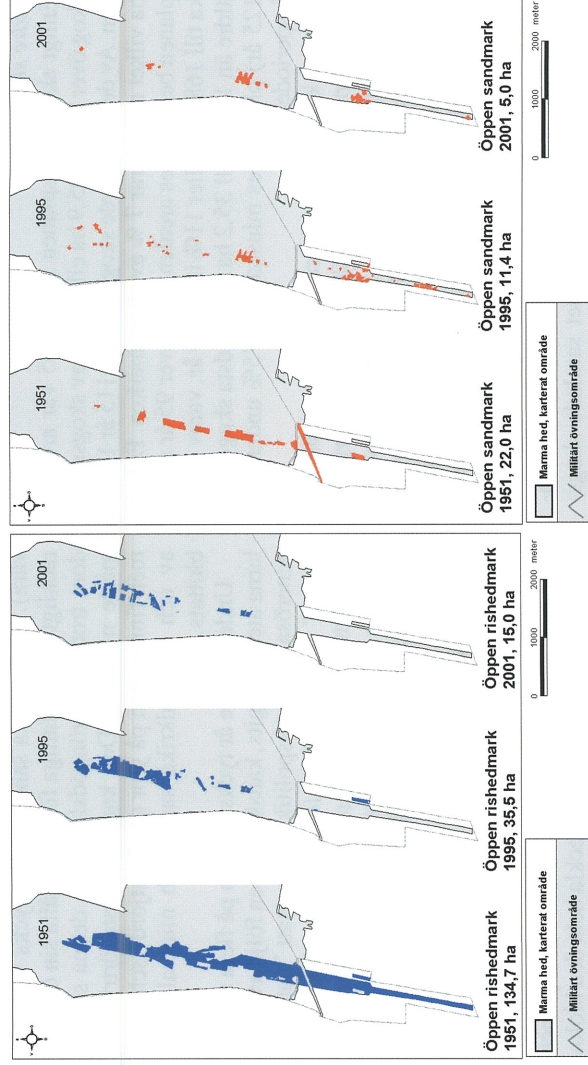 1951
1995
2001
Öppen rishedmark
1951, 134,7 ha
Öppen rishedmark
1995, 35,5 ha
Öppen rishedmark
2001, 15,0 ha
Marma hed, karterat område
Militärt övningsområde
0 1000 2000 meter
1951
1995
2001
Öppen sandmark
1951, 22,0 ha
Öppen sandmark
1995, 11,4 ha
Öppen sandmark
2001, 5,0 ha
Marma hed, karterat område
Militärt övningsområde
0 1000 2000 meter